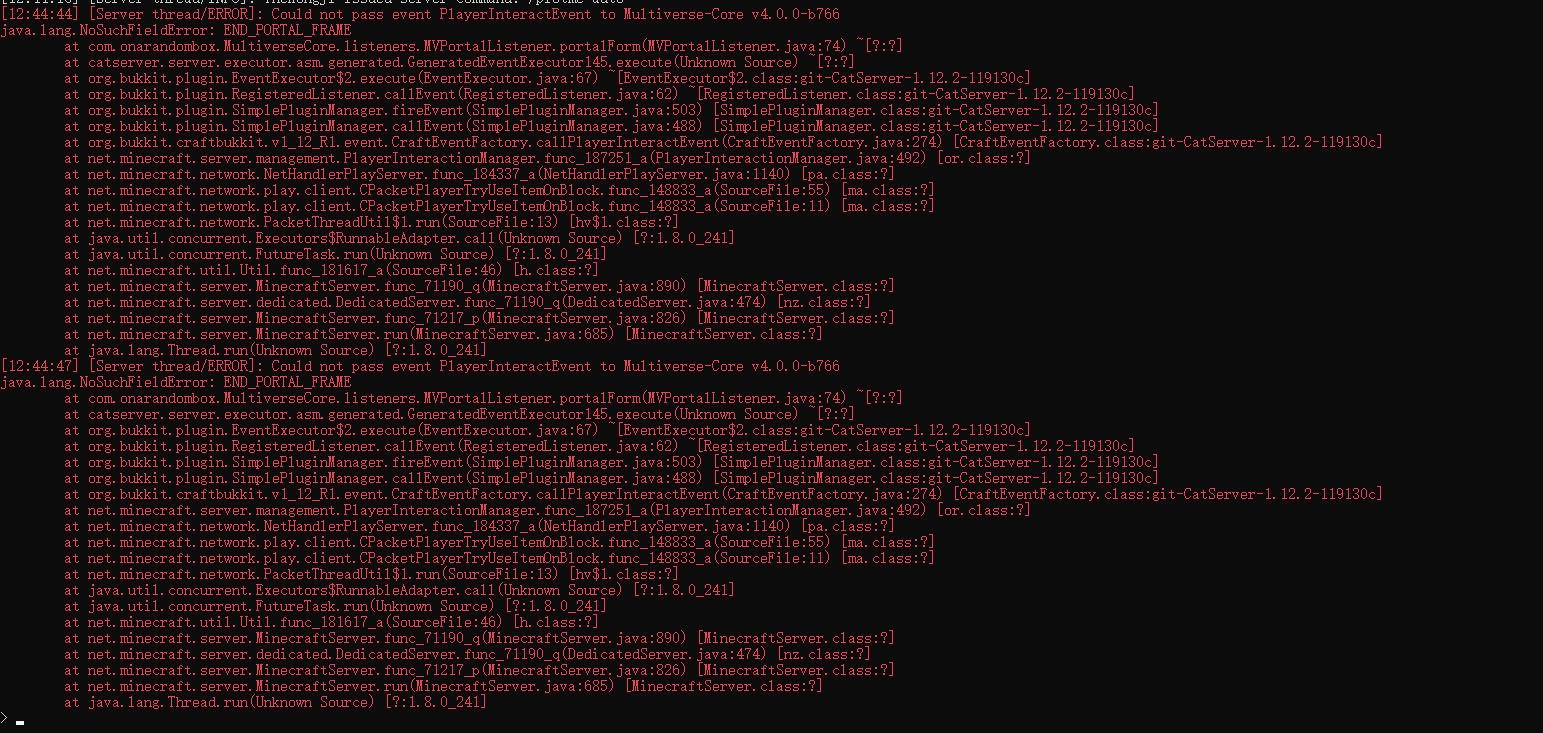 [12:44:44] [Server thread/ERROR]: Could not pass event PlayerInteractEvent to Multiverse-Core v4.0.0-b766
java.lang.NoSuchFieldError: END_PORTAL_FRAME
at com.onarandombox.MultiverseCore.listeners.MVPortalListener.portalForm(MVPortalListener.java:74) ~[?:?]
at catserver.server.executor.asm.generated.GeneratedEventExecutor145.execute(Unknown Source) ~[?:?]
at org.bukkit.plugin.EventExecutor$2.execute(EventExecutor.java:67) ~[EventExecutor$2.class:git-CatServer-1.12.2-119130c]
at org.bukkit.plugin.RegisteredListener.callEvent(RegisteredListener.java:62) ~[RegisteredListener.class:git-CatServer-1.12.2-119130c]
at org.bukkit.plugin.SimplePluginManager.fireEvent(SimplePluginManager.java:503) [SimplePluginManager.class:git-CatServer-1.12.2-119130c]
at org.bukkit.plugin.SimplePluginManager.callEvent(SimplePluginManager.java:488) [SimplePluginManager.class:git-CatServer-1.12.2-119130c]
at org.bukkit.craftbukkit.v1_12_R1.event.CraftEventFactory.callPlayerInteractEvent(CraftEventFactory.java:274) [CraftEventFactory.class:git-CatServer-1.12.2-119130c]
at net.minecraft.server.management.PlayerInteractionManager.func_187251_a(PlayerInteractionManager.java:492) [or.class:?]
at net.minecraft.network.NetHandlerPlayServer.func_184337_a(NetHandlerPlayServer.java:1140) [pa.class:?]
at net.minecraft.network.play.client.CPacketPlayerTryUseItemOnBlock.func_148833_a(SourceFile:55) [ma.class:?]
at net.minecraft.network.play.client.CPacketPlayerTryUseItemOnBlock.func_148833_a(SourceFile:11) [ma.class:?]
at net.minecraft.network.PacketThreadUtil$1.run(SourceFile:13) [hv$1.class:?]
at java.util.concurrent.Executors$RunnableAdapter.call(Unknown Source) [?:1.8.0_241]
at java.util.concurrent.FutureTask.run(Unknown Source) [?:1.8.0_241]
at net.minecraft.util.Util.func_181617_a(SourceFile:46) [h.class:?]
at net.minecraft.server.MinecraftServer.func_71190_q(MinecraftServer.java:890) [MinecraftServer.class:?]
at net.minecraft.server.dedicated.DedicatedServer.func_71190_q(DedicatedServer.java:474) [nz.class:?]
at net.minecraft.server.MinecraftServer.func_71217_p(MinecraftServer.java:826) [MinecraftServer.class:?]
at net.minecraft.server.MinecraftServer.run(MinecraftServer.java:685) [MinecraftServer.class:?]
at java.lang.Thread.run(Unknown Source) [?:1.8.0_241]
[12:44:47] [Server thread/ERROR]: Could not pass event PlayerInteractEvent to Multiverse-Core v4.0.0-b766
java.lang.NoSuchFieldError: END_PORTAL_FRAME
at com.onarandombox.MultiverseCore.listeners.MVPortalListener.portalForm(MVPortalListener.java:74) ~[?:?]
at catserver.server.executor.asm.generated.GeneratedEventExecutor145.execute(Unknown Source) ~[?:?]
at org.bukkit.plugin.EventExecutor$2.execute(EventExecutor.java:67) ~[EventExecutor$2.class:git-CatServer-1.12.2-119130c]
at org.bukkit.plugin.RegisteredListener.callEvent(RegisteredListener.java:62) ~[RegisteredListener.class:git-CatServer-1.12.2-119130c]
at org.bukkit.plugin.SimplePluginManager.fireEvent(SimplePluginManager.java:503) [SimplePluginManager.class:git-CatServer-1.12.2-119130c]
at org.bukkit.plugin.SimplePluginManager.callEvent(SimplePluginManager.java:488) [SimplePluginManager.class:git-CatServer-1.12.2-119130c]
at org.bukkit.craftbukkit.v1_12_R1.event.CraftEventFactory.callPlayerInteractEvent(CraftEventFactory.java:274) [CraftEventFactory.class:git-CatServer-1.12.2-119130c]
at net.minecraft.server.management.PlayerInteractionManager.func_187251_a(PlayerInteractionManager.java:492) [or.class:?]
at net.minecraft.network.NetHandlerPlayServer.func_184337_a(NetHandlerPlayServer.java:1140) [pa.class:?]
at net.minecraft.network.play.client.CPacketPlayerTryUseItemOnBlock.func_148833_a(SourceFile:55) [ma.class:?]
at net.minecraft.network.play.client.CPacketPlayerTryUseItemOnBlock.func_148833_a(SourceFile:11) [ma.class:?]
at net.minecraft.network.PacketThreadUtil$1.run(SourceFile:13) [hv$1.class:?]
at java.util.concurrent.Executors$RunnableAdapter.call(Unknown Source) [?:1.8.0_241]
at java.util.concurrent.FutureTask.run(Unknown Source) [?:1.8.0_241]
at net.minecraft.util.Util.func_181617_a(SourceFile:46) [h.class:?]
at net.minecraft.server.MinecraftServer.func_71190_q(MinecraftServer.java:890) [MinecraftServer.class:?]
at net.minecraft.server.dedicated.DedicatedServer.func_71190_q(DedicatedServer.java:474) [nz.class:?]
at net.minecraft.server.MinecraftServer.func_71217_p(MinecraftServer.java:826) [MinecraftServer.class:?]
at net.minecraft.server.MinecraftServer.run(MinecraftServer.java:685) [MinecraftServer.class:?]
at java.lang.Thread.run(Unknown Source) [?:1.8.0_241]
>